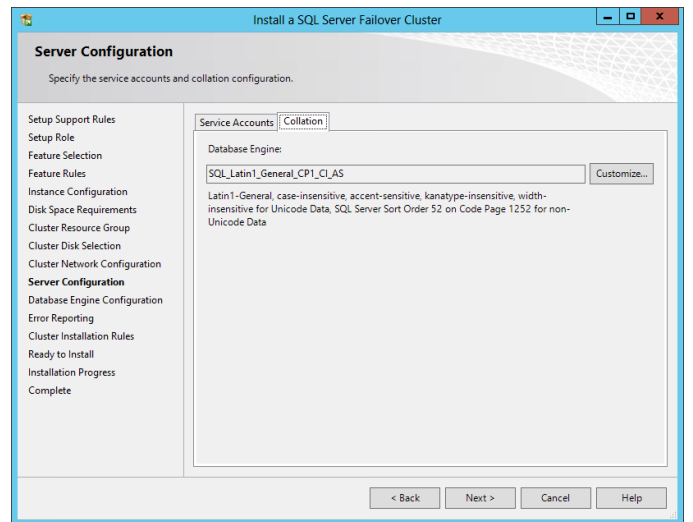 Install a SQL Server Failover Cluster
Server Configuration
Specify the service accounts and collation configuration.
Setup Support Rules
Setup Role
Feature Selection
Feature Rules
Instance Configuration
Disk Space Requirements
Cluster Resource Group
Cluster Disk Selection
Cluster Network Configuration
Server Configuration
Database Engine Configuration
Error Reporting
Cluster Installation Rules
Ready to Install
Installation Progress
Complete
Service Accounts Collation
Database Engine:
SQL_Latin1_General_CP1_CI_AS Customize...
Latin1-General, case-insensitive, accent-sensitive, kanatype-insensitive, width-
insensitive for Unicode Data, SQL Server Sort Order 52 on Code Page 1252 for non-
Unicode Data
< Back Next > Cancel Help